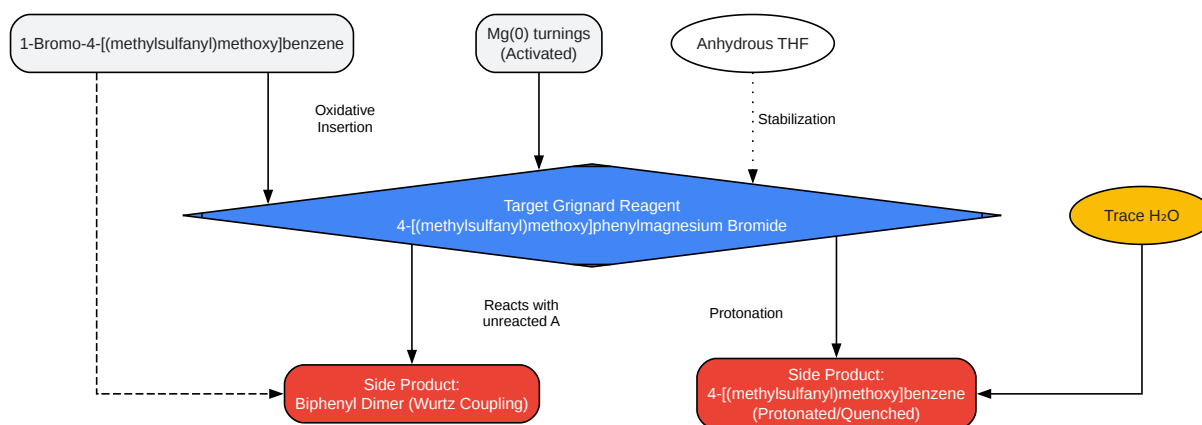 1-Bromo-4-[(methylsulfanyl)methoxy]benzene
Mg(0) turnings
(Activated)
Anhydrous THF
Oxidative
Insertion
Stabilization
Target Grignard Reagent
4-[(methylsulfanyl)methoxy]phenylmagnesium Bromide
Trace H₂O
Reacts with
unreacted A
Protonation
Side Product:
Biphenyl Dimer (Wurtz Coupling)
Side Product:
4-[(methylsulfanyl)methoxy]benzene
(Protonated/Quenched)